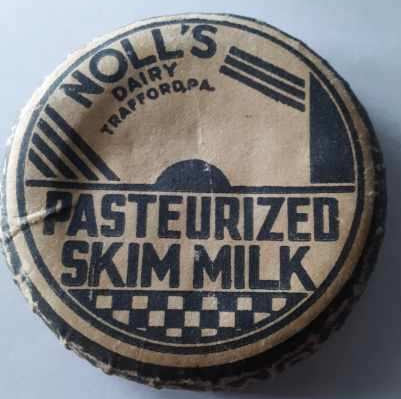 NOLL'S
DAIRY
TRAFFORD,PA.
PASTEURIZED
SKIM MILK